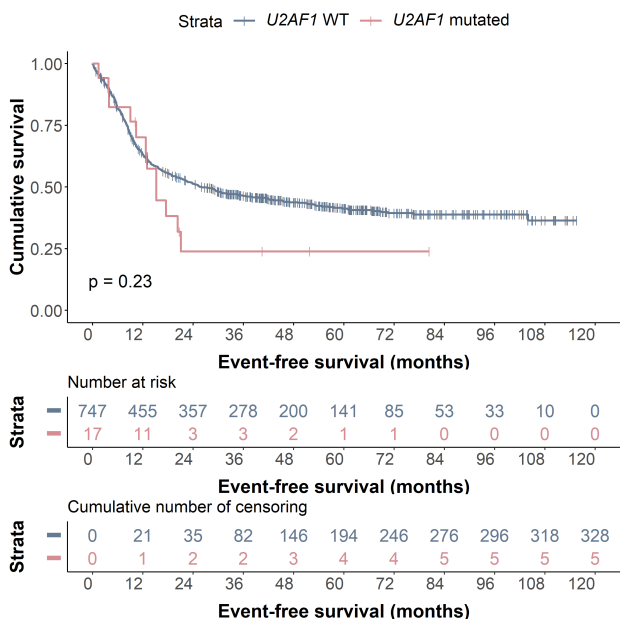 Strata U2AF1 WT U2AF1 mutated
Cumulative survival
1.00
0.75
0.50
0.25
0.00
p = 0.23
0 12 24 36 48 60 72 84 96 108 120
Event-free survival (months)
Number at risk
Strata
747 455 357 278 200 141 85 53 33 10 0
17 11 3 3 2 1 1 0 0 0 0
0 12 24 36 48 60 72 84 96 108 120
Event-free survival (months)
Cumulative number of censoring
Strata
0 21 35 82 146 194 246 276 296 318 328
0 1 2 2 3 4 4 5 5 5 5
0 12 24 36 48 60 72 84 96 108 120
Event-free survival (months)